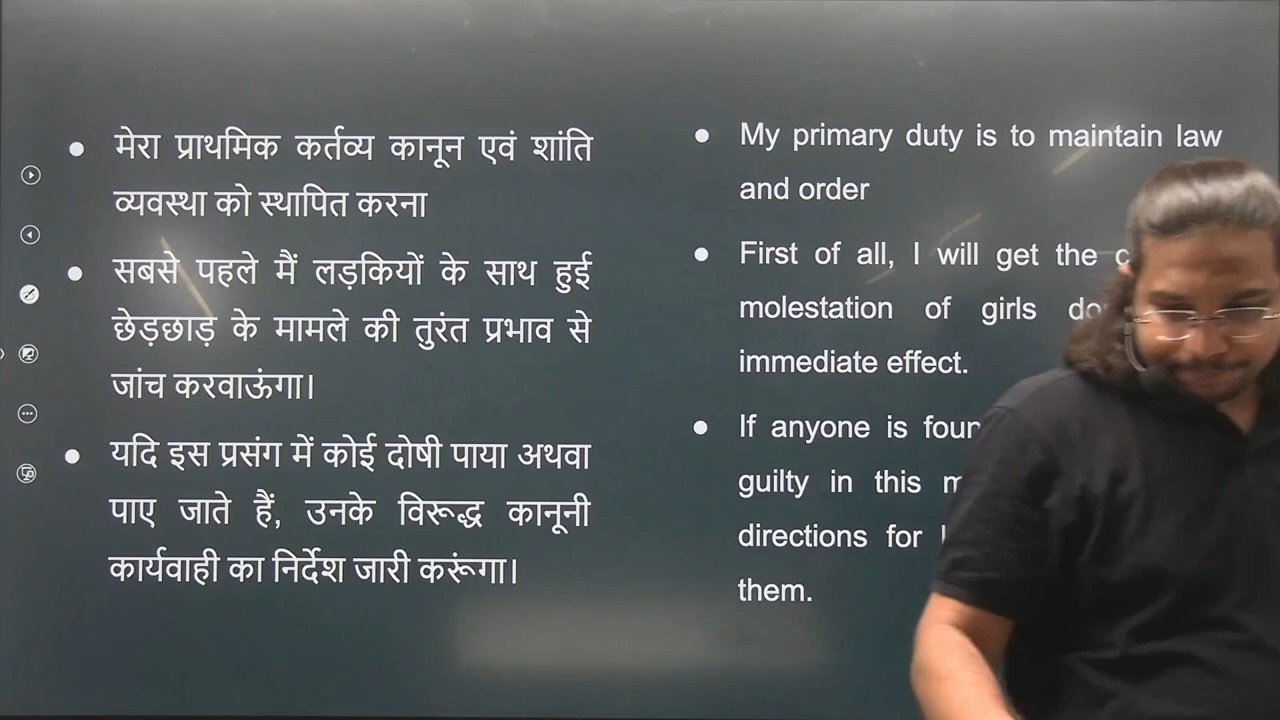 ● मेरा प्राथमिक कर्तव्य कानून एवं शांति
व्यवस्था को स्थापित करना
● सबसे पहले मैं लड़कियों के साथ हुई
छेड़छाड़ के मामले की तुरंत प्रभाव से
जांच करवाऊंगा।
● यदि इस प्रसंग में कोई दोषी पाया अथवा
पाए जाते हैं, उनके विरूद्ध कानूनी
कार्यवाही का निर्देश जारी करूंगा।
● My primary duty is to maintain law
and order
● First of all, I will get the
molestation of girls
immediate effect.
● If anyone is
guilty in this
directions for
them.